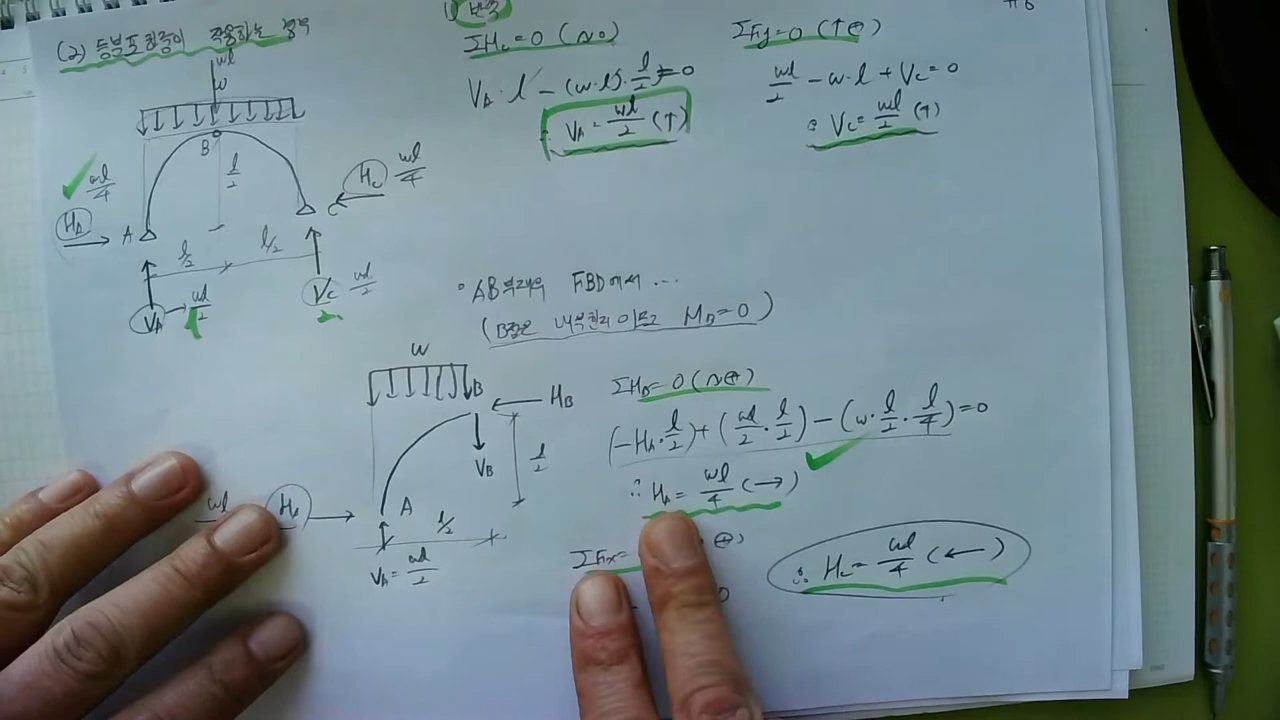 (2) 등분포하중이 작용하는 경우
wl
w
B
l/2
wl/4
H_A
A
C
H_C wl/4
l/2 l/2
V_A → wl/2
V_C wl/2
1) 반력
ΣM_C=0 (↷⊕)
V_A·l - (w·l)·l/2 = 0
∴ V_A = wl/2 (↑)
ΣFy=0 (↑⊕)
wl/2 - w·l + V_C = 0
∴ V_C = wl/2 (↑)
#6
• AB부재의 FBD에서 ...
(B점은 내부힌지 이므로 M_B=0)
w
B
H_B
V_B
l/2
A
l/2
wl H_A
V_A = wl/2
ΣM_B=0 (↷⊕)
(-H_A·l/2)+(wl/2·l/2)-(w·l/2·l/4)=0
∴ H_A = wl/4 (→)
ΣFx= ⊕)
0
∴ H_C = wl/4 (←)